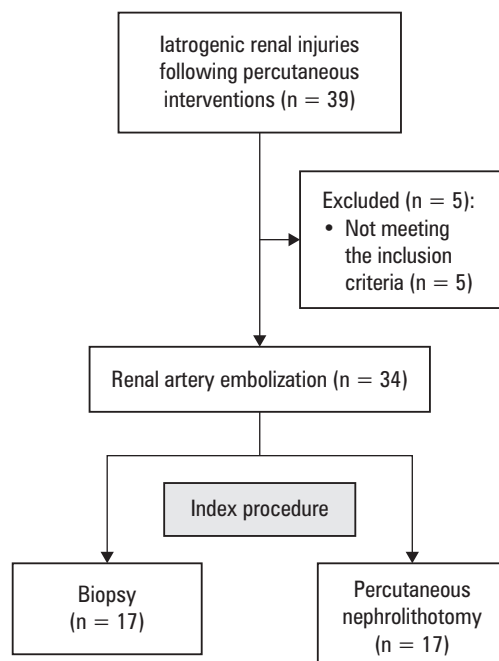 Iatrogenic renal injuries
following percutaneous
interventions (n = 39)
Excluded (n = 5):
• Not meeting
the inclusion
criteria (n = 5)
Renal artery embolization (n = 34)
Index procedure
Biopsy
(n = 17)
Percutaneous
nephrolithotomy
(n = 17)